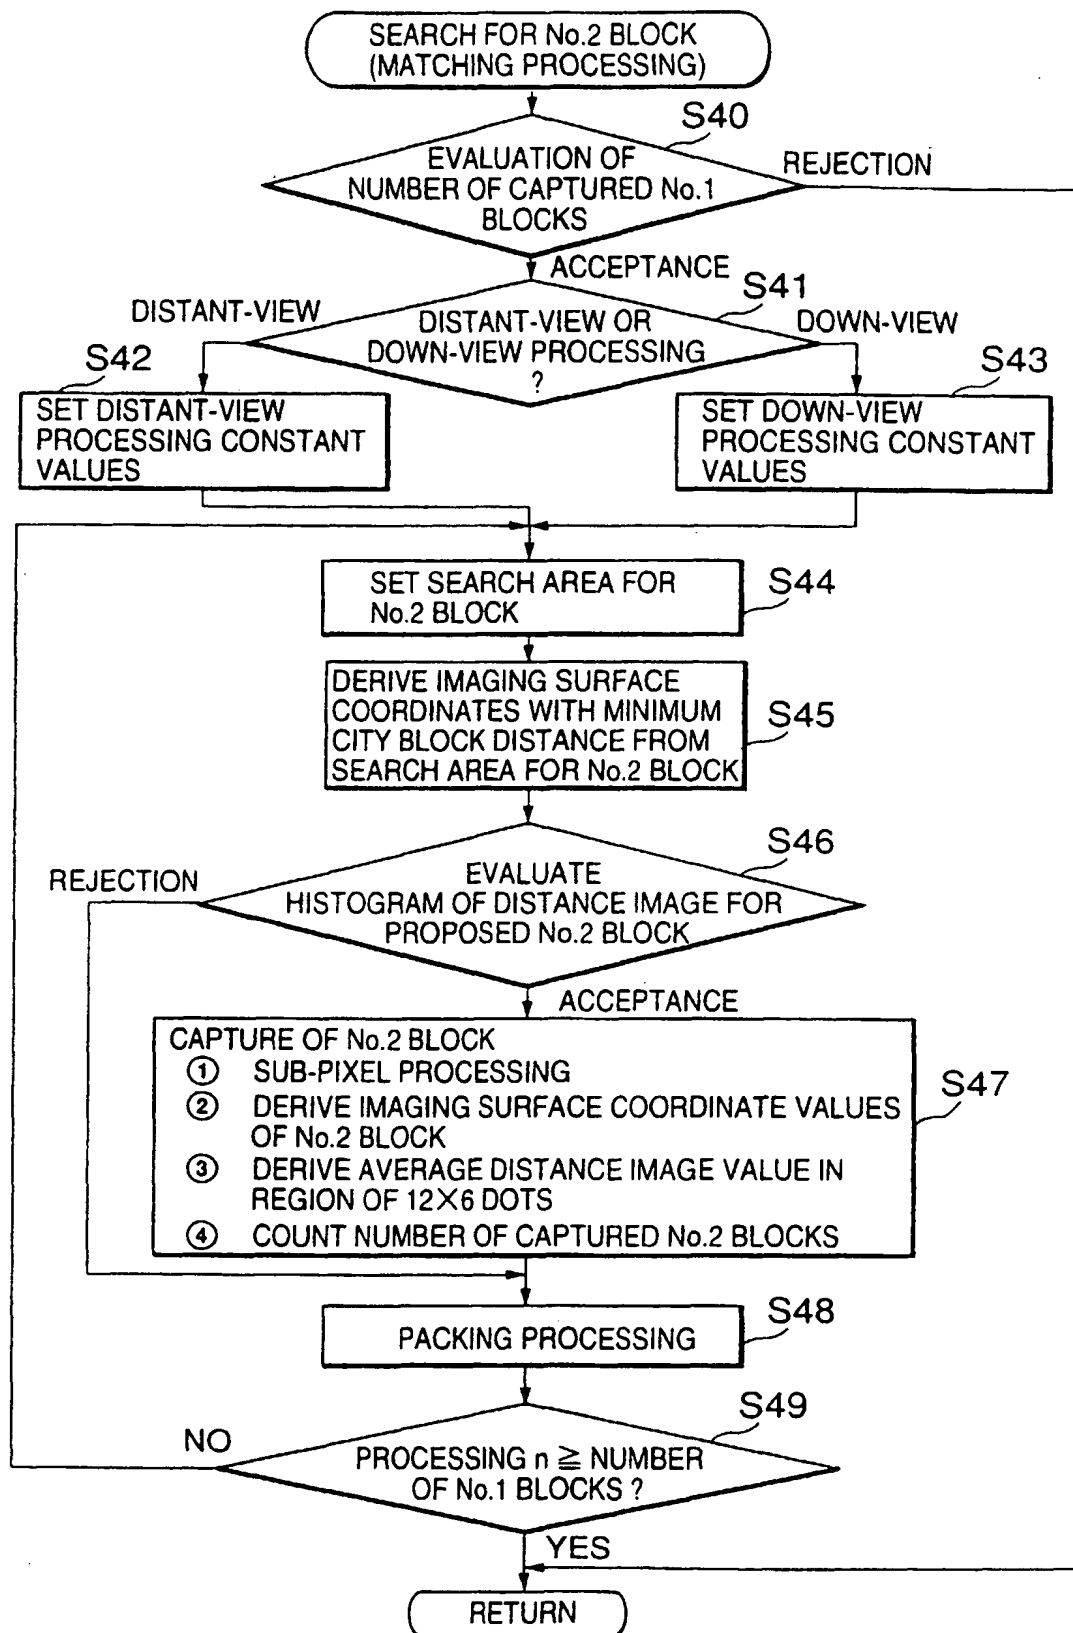 SEARCH FOR No.2 BLOCK
(MATCHING PROCESSING)
S40
EVALUATION OF
NUMBER OF CAPTURED No.1
BLOCKS
REJECTION
ACCEPTANCE
S41
DISTANT-VIEW
DISTANT-VIEW OR
DOWN-VIEW PROCESSING
?
DOWN-VIEW
S42
SET DISTANT-VIEW
PROCESSING CONSTANT
VALUES
S43
SET DOWN-VIEW
PROCESSING CONSTANT
VALUES
SET SEARCH AREA FOR
No.2 BLOCK
S44
DERIVE IMAGING SURFACE
COORDINATES WITH MINIMUM
CITY BLOCK DISTANCE FROM
SEARCH AREA FOR No.2 BLOCK
S45
S46
REJECTION
EVALUATE
HISTOGRAM OF DISTANCE IMAGE FOR
PROPOSED No.2 BLOCK
ACCEPTANCE
CAPTURE OF No.2 BLOCK
① SUB-PIXEL PROCESSING
② DERIVE IMAGING SURFACE COORDINATE VALUES
OF No.2 BLOCK
③ DERIVE AVERAGE DISTANCE IMAGE VALUE IN
REGION OF 12×6 DOTS
④ COUNT NUMBER OF CAPTURED No.2 BLOCKS
S47
PACKING PROCESSING
S48
S49
NO
PROCESSING n ≧ NUMBER
OF No.1 BLOCKS ?
YES
RETURN